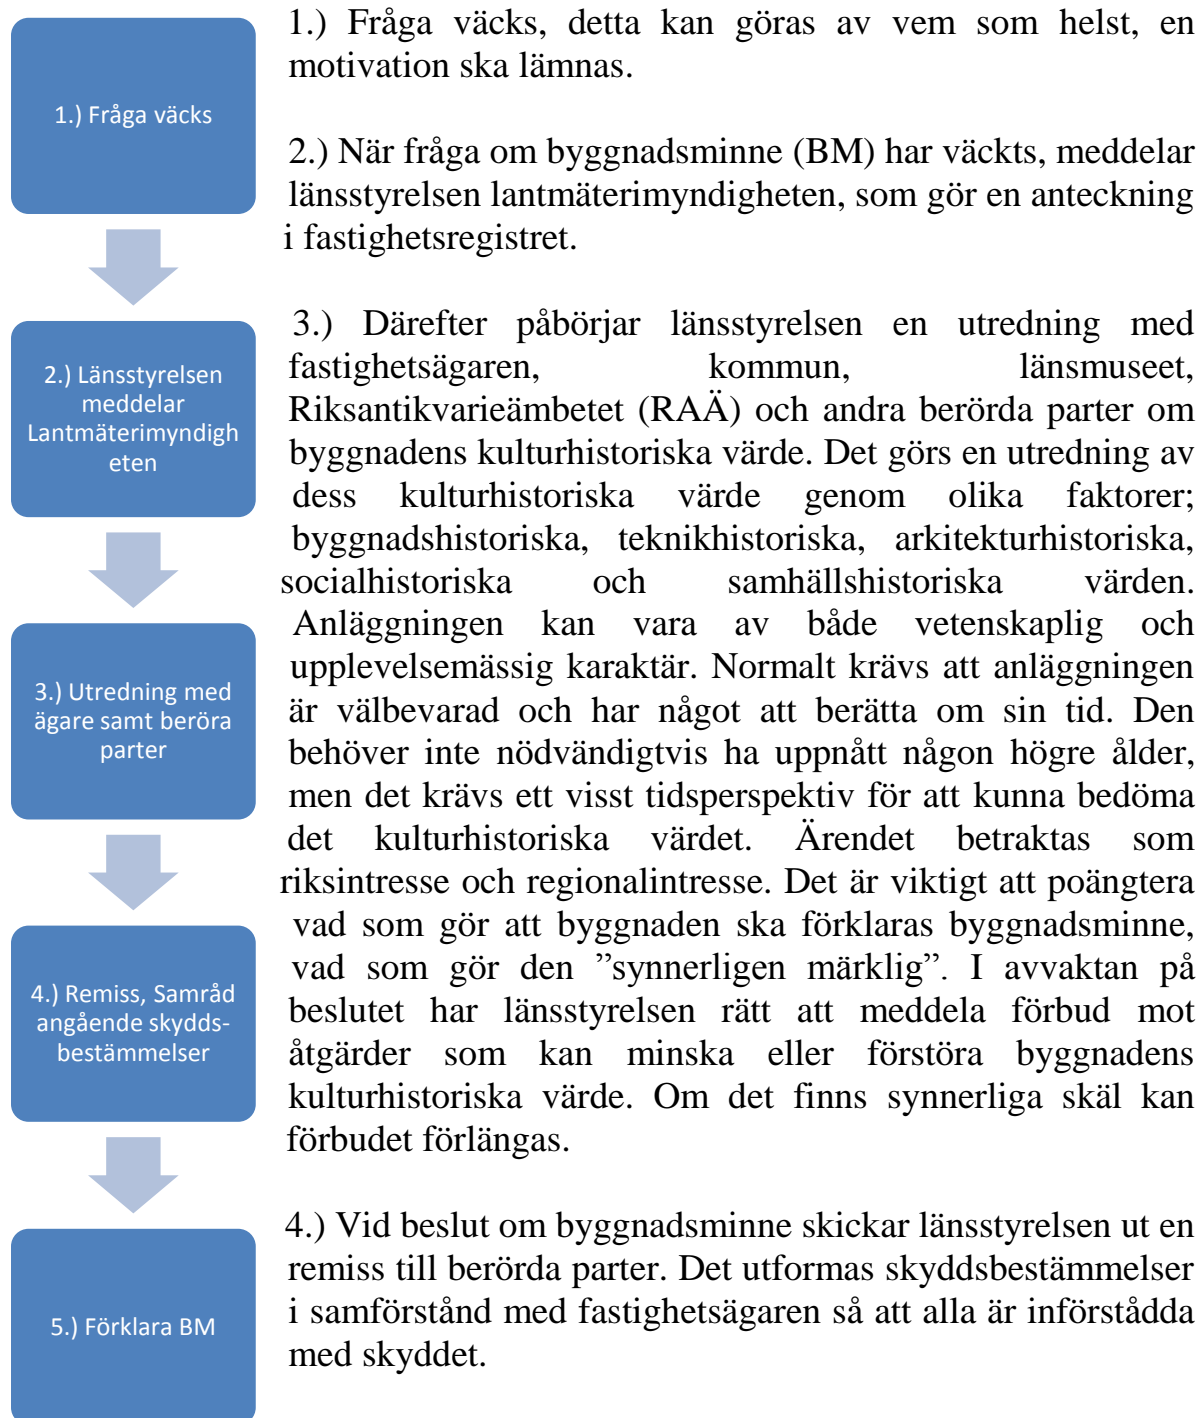 1.) Fråga väcks
2.) Länsstyrelsen
meddelar
Lantmäterimyndigh
eten
3.) Utredning med
ägare samt beröra
parter
4.) Remiss, Samråd
angående skydds-
bestämmelser
5.) Förklara BM
1.) Fråga väcks, detta kan göras av vem som helst, en
motivation ska lämnas.
2.) När fråga om byggnadsminne (BM) har väckts, meddelar
länsstyrelsen lantmäterimyndigheten, som gör en anteckning
i fastighetsregistret.
3.) Därefter påbörjar länsstyrelsen en utredning med
fastighetsägaren, kommun, länsmuseet,
Riksantikvarieämbetet (RAÄ) och andra berörda parter om
byggnadens kulturhistoriska värde. Det görs en utredning av
dess kulturhistoriska värde genom olika faktorer;
byggnadshistoriska, teknikhistoriska, arkitekturhistoriska,
socialhistoriska och samhällshistoriska värden.
Anläggningen kan vara av både vetenskaplig och
upplevelsemässig karaktär. Normalt krävs att anläggningen
är välbevarad och har något att berätta om sin tid. Den
behöver inte nödvändigtvis ha uppnått någon högre ålder,
men det krävs ett visst tidsperspektiv för att kunna bedöma
det kulturhistoriska värdet. Ärendet betraktas som
riksintresse och regionalintresse. Det är viktigt att poängtera
vad som gör att byggnaden ska förklaras byggnadsminne,
vad som gör den ”synnerligen märklig”. I avvaktan på
beslutet har länsstyrelsen rätt att meddela förbud mot
åtgärder som kan minska eller förstöra byggnadens
kulturhistoriska värde. Om det finns synnerliga skäl kan
förbudet förlängas.
4.) Vid beslut om byggnadsminne skickar länsstyrelsen ut en
remiss till berörda parter. Det utformas skyddsbestämmelser
i samförstånd med fastighetsägaren så att alla är införstådda
med skyddet.